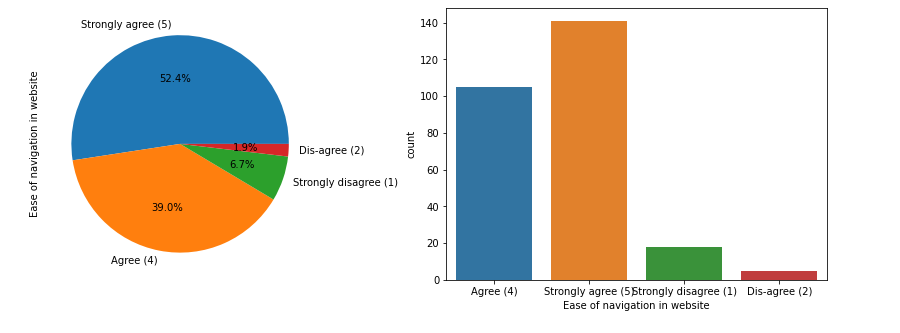 Strongly agree (5)
52.4%
Ease of navigation in website
1.9%
Dis-agree (2)
6.7%
Strongly disagree (1)
39.0%
Agree (4)
140
120
100
80
60
40
20
0
count
Agree (4)
Strongly agree (5)
Strongly disagree (1)
Dis-agree (2)
Ease of navigation in website